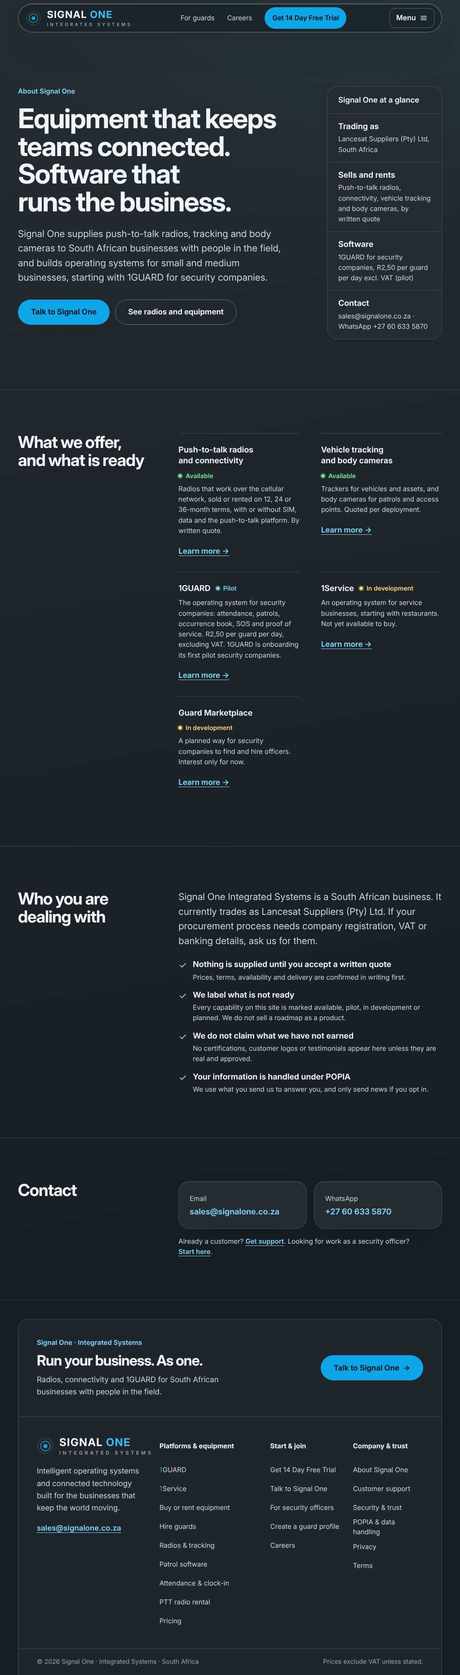 SIGNAL ONE
INTEGRATED SYSTEMS
For guards
Careers
Get 14 Day Free Trial
Menu
About Signal One
Equipment that keeps
teams connected.
Software that
runs the business.
Signal One supplies push-to-talk radios, tracking and body
cameras to South African businesses with people in the field,
and builds operating systems for small and medium
businesses, starting with 1GUARD for security companies.
Talk to Signal One
See radios and equipment
Signal One at a glance
Trading as
Lancesat Suppliers (Pty) Ltd,
South Africa
Sells and rents
Push-to-talk radios,
connectivity, vehicle tracking
and body cameras, by
written quote
Software
1GUARD for security
companies, R2,50 per guard
per day excl. VAT (pilot)
Contact
sales@signalone.co.za ·
WhatsApp +27 60 633 5870
What we offer,
and what is ready
Push-to-talk radios
and connectivity
Available
Radios that work over the cellular
network, sold or rented on 12, 24 or
36-month terms, with or without SIM,
data and the push-to-talk platform. By
written quote.
Learn more →
Vehicle tracking
and body cameras
Available
Trackers for vehicles and assets, and
body cameras for patrols and access
points. Quoted per deployment.
Learn more →
1GUARD
Pilot
The operating system for security
companies: attendance, patrols,
occurrence book, SOS and proof of
service. R2,50 per guard per day,
excluding VAT. 1GUARD is onboarding
its first pilot security companies.
Learn more →
1Service
In development
An operating system for service
businesses, starting with restaurants.
Not yet available to buy.
Learn more →
Guard Marketplace
In development
A planned way for security
companies to find and hire officers.
Interest only for now.
Learn more →
Who you are
dealing with
Signal One Integrated Systems is a South African business. It
currently trades as Lancesat Suppliers (Pty) Ltd. If your
procurement process needs company registration, VAT or
banking details, ask us for them.
Nothing is supplied until you accept a written quote
Prices, terms, availability and delivery are confirmed in writing first.
We label what is not ready
Every capability on this site is marked available, pilot, in development or
planned. We do not sell a roadmap as a product.
We do not claim what we have not earned
No certifications, customer logos or testimonials appear here unless they are
real and approved.
Your information is handled under POPIA
We use what you send us to answer you, and only send news if you opt in.
Contact
Email
sales@signalone.co.za
WhatsApp
+27 60 633 5870
Already a customer? Get support. Looking for work as a security officer?
Start here.
Signal One · Integrated Systems
Run your business. As one.
Radios, connectivity and 1GUARD for South African
businesses with people in the field.
Talk to Signal One →
SIGNAL ONE
INTEGRATED SYSTEMS
Intelligent operating systems
and connected technology
built for the businesses that
keep the world moving.
sales@signalone.co.za
Platforms & equipment
1GUARD
1Service
Buy or rent equipment
Hire guards
Radios & tracking
Patrol software
Attendance & clock-in
PTT radio rental
Pricing
Start & join
Get 14 Day Free Trial
Talk to Signal One
For security officers
Create a guard profile
Careers
Company & trust
About Signal One
Customer support
Security & trust
POPIA & data
handling
Privacy
Terms
© 2026 Signal One · Integrated Systems · South Africa
Prices exclude VAT unless stated.